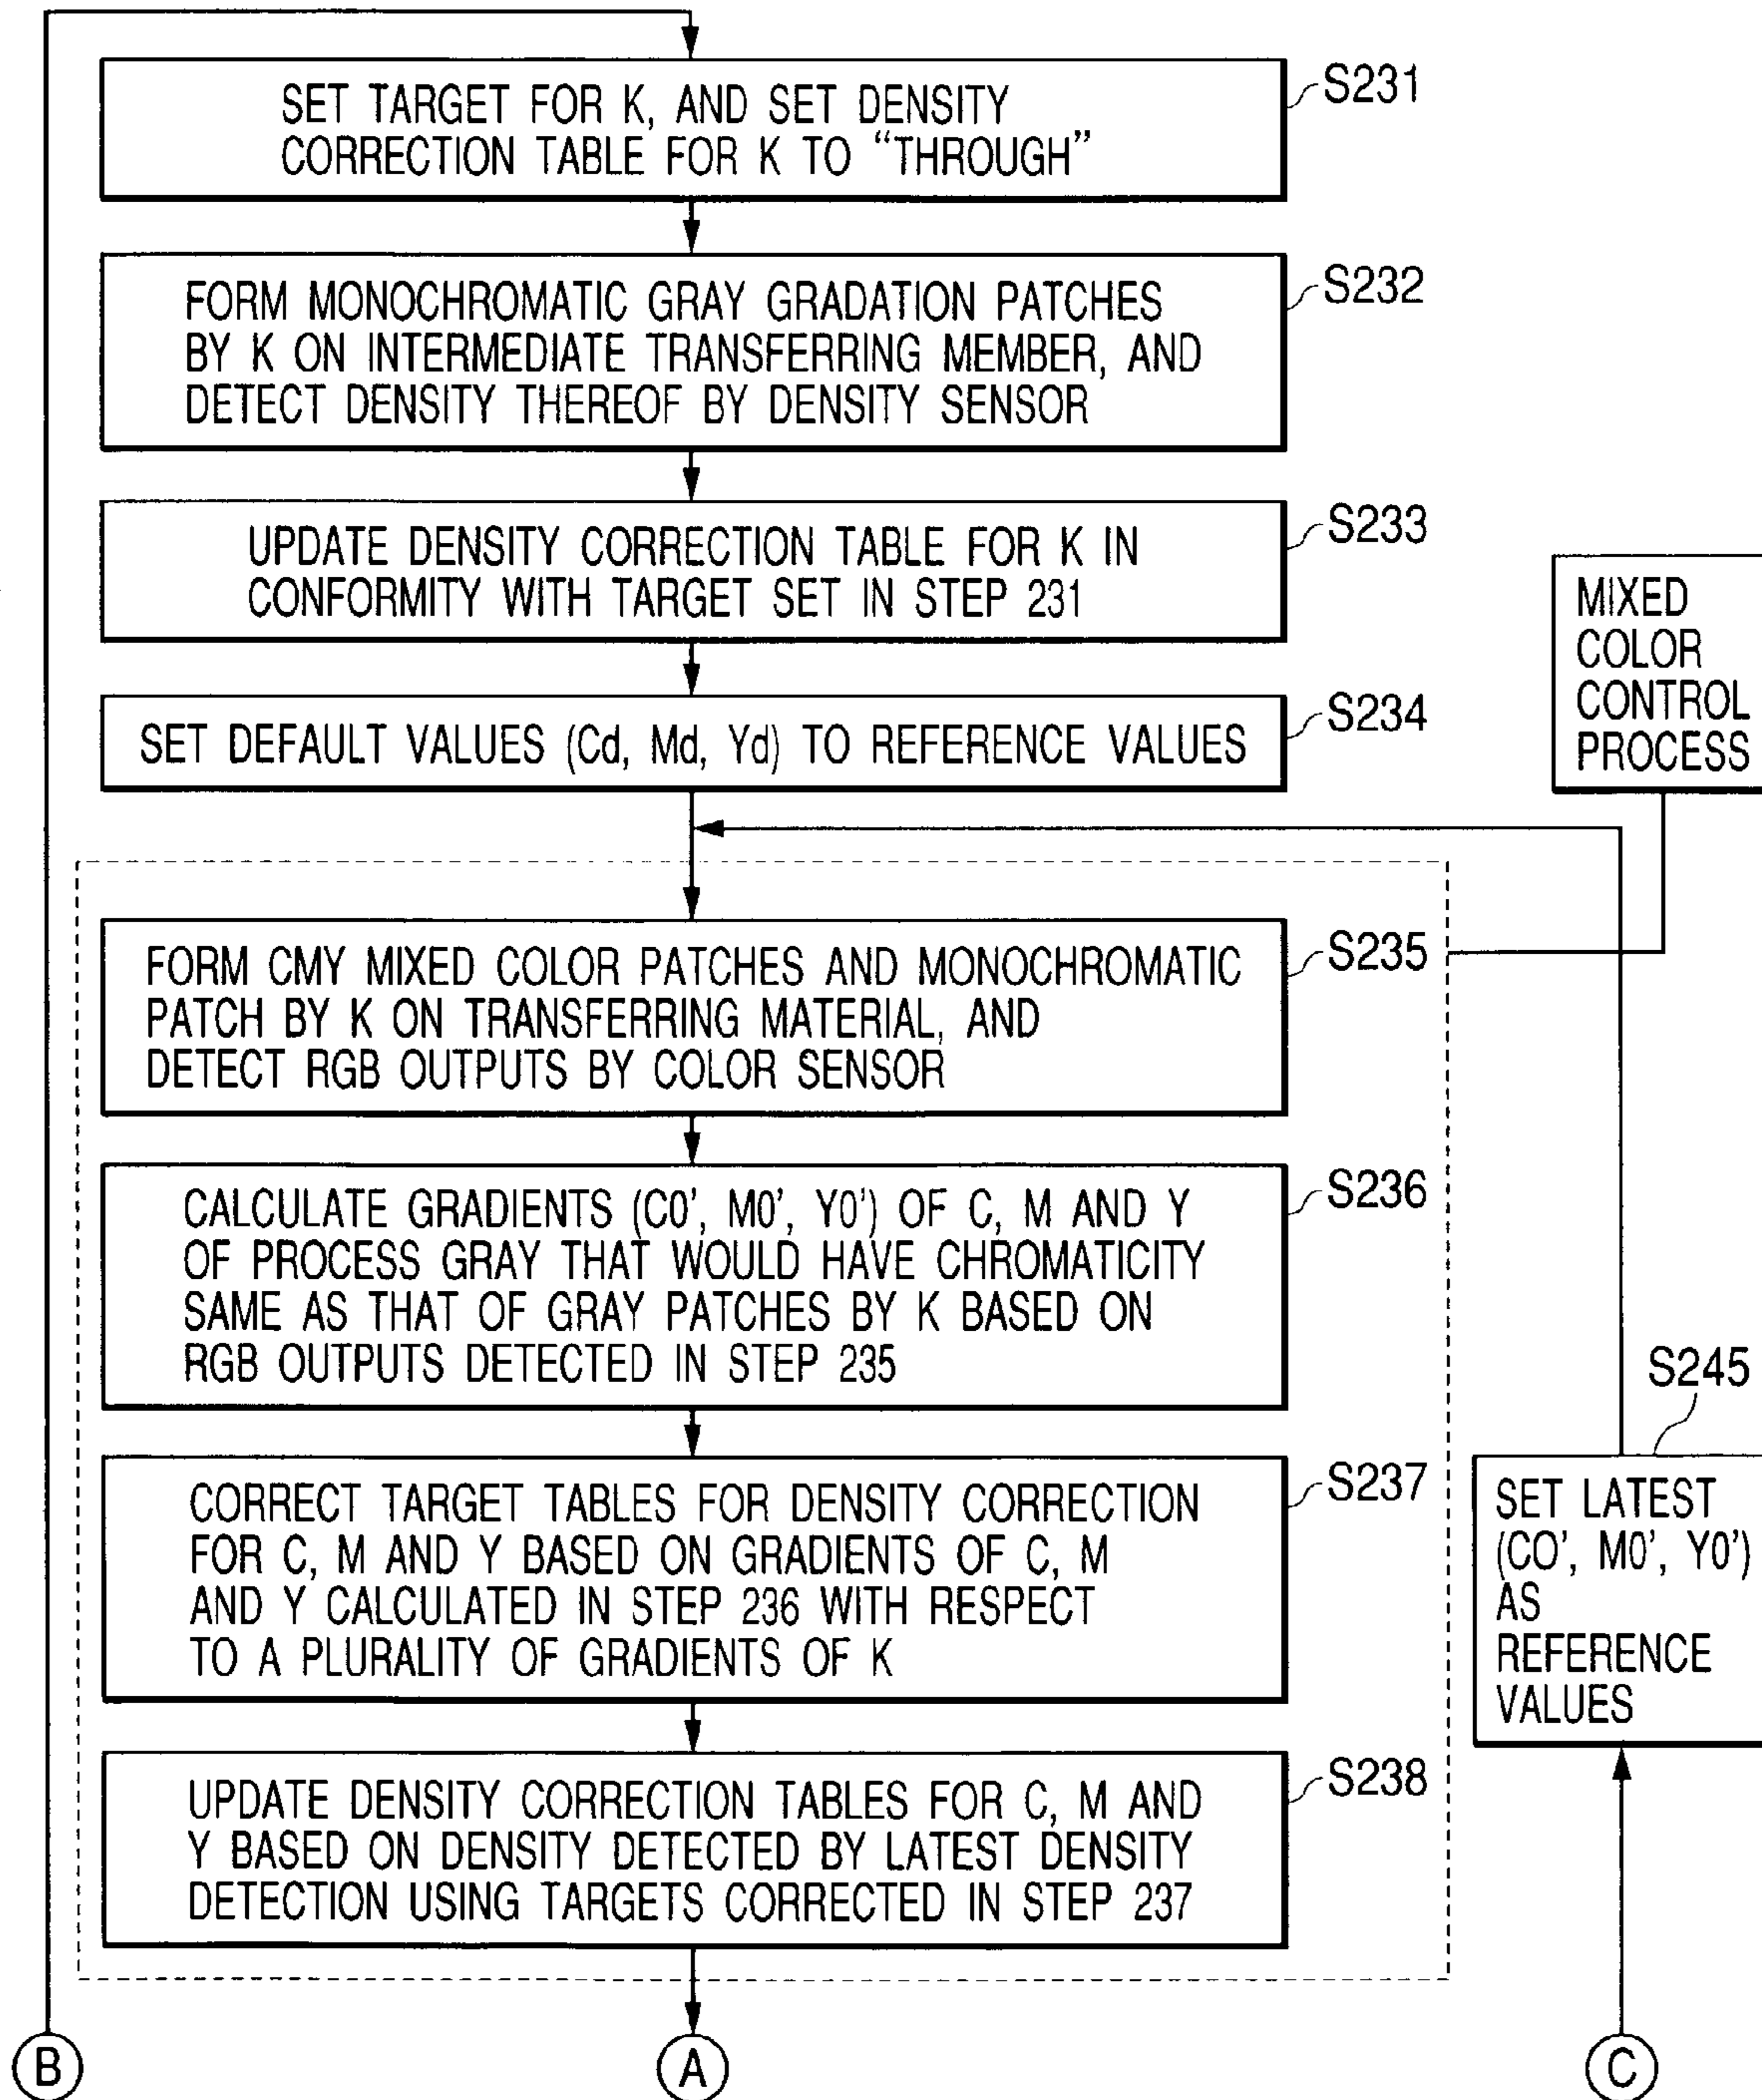 SET TARGET FOR K, AND SET DENSITY
CORRECTION TABLE FOR K TO “THROUGH”
S231
FORM MONOCHROMATIC GRAY GRADATION PATCHES
BY K ON INTERMEDIATE TRANSFERRING MEMBER, AND
DETECT DENSITY THEREOF BY DENSITY SENSOR
S232
UPDATE DENSITY CORRECTION TABLE FOR K IN
CONFORMITY WITH TARGET SET IN STEP 231
S233
SET DEFAULT VALUES (Cd, Md, Yd) TO REFERENCE VALUES
S234
MIXED
COLOR
CONTROL
PROCESS
FORM CMY MIXED COLOR PATCHES AND MONOCHROMATIC
PATCH BY K ON TRANSFERRING MATERIAL, AND
DETECT RGB OUTPUTS BY COLOR SENSOR
S235
CALCULATE GRADIENTS (C0', M0', Y0') OF C, M AND Y
OF PROCESS GRAY THAT WOULD HAVE CHROMATICITY
SAME AS THAT OF GRAY PATCHES BY K BASED ON
RGB OUTPUTS DETECTED IN STEP 235
S236
CORRECT TARGET TABLES FOR DENSITY CORRECTION
FOR C, M AND Y BASED ON GRADIENTS OF C, M
AND Y CALCULATED IN STEP 236 WITH RESPECT
TO A PLURALITY OF GRADIENTS OF K
S237
S245
SET LATEST
(CO', M0', Y0')
AS
REFERENCE
VALUES
UPDATE DENSITY CORRECTION TABLES FOR C, M AND
Y BASED ON DENSITY DETECTED BY LATEST DENSITY
DETECTION USING TARGETS CORRECTED IN STEP 237
S238
B
A
C